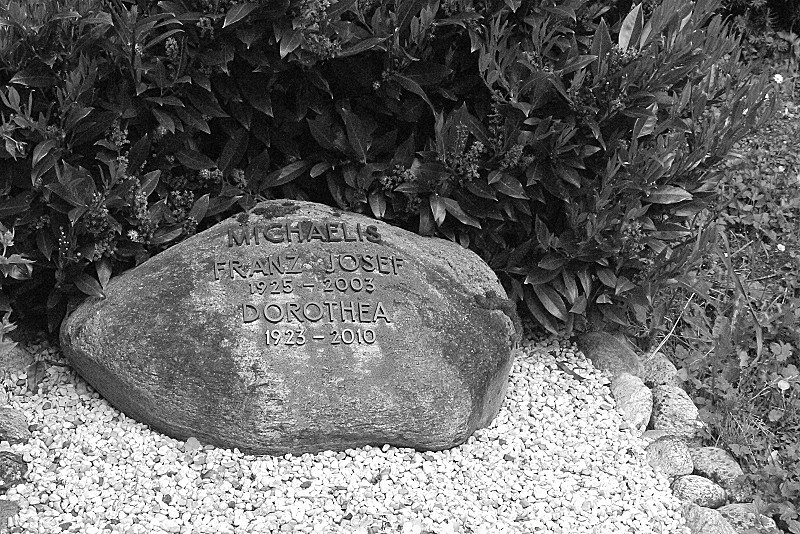 MICHAELIS
FRANZ JOSEF
1925 – 2003
DOROTHEA
1923 – 2010